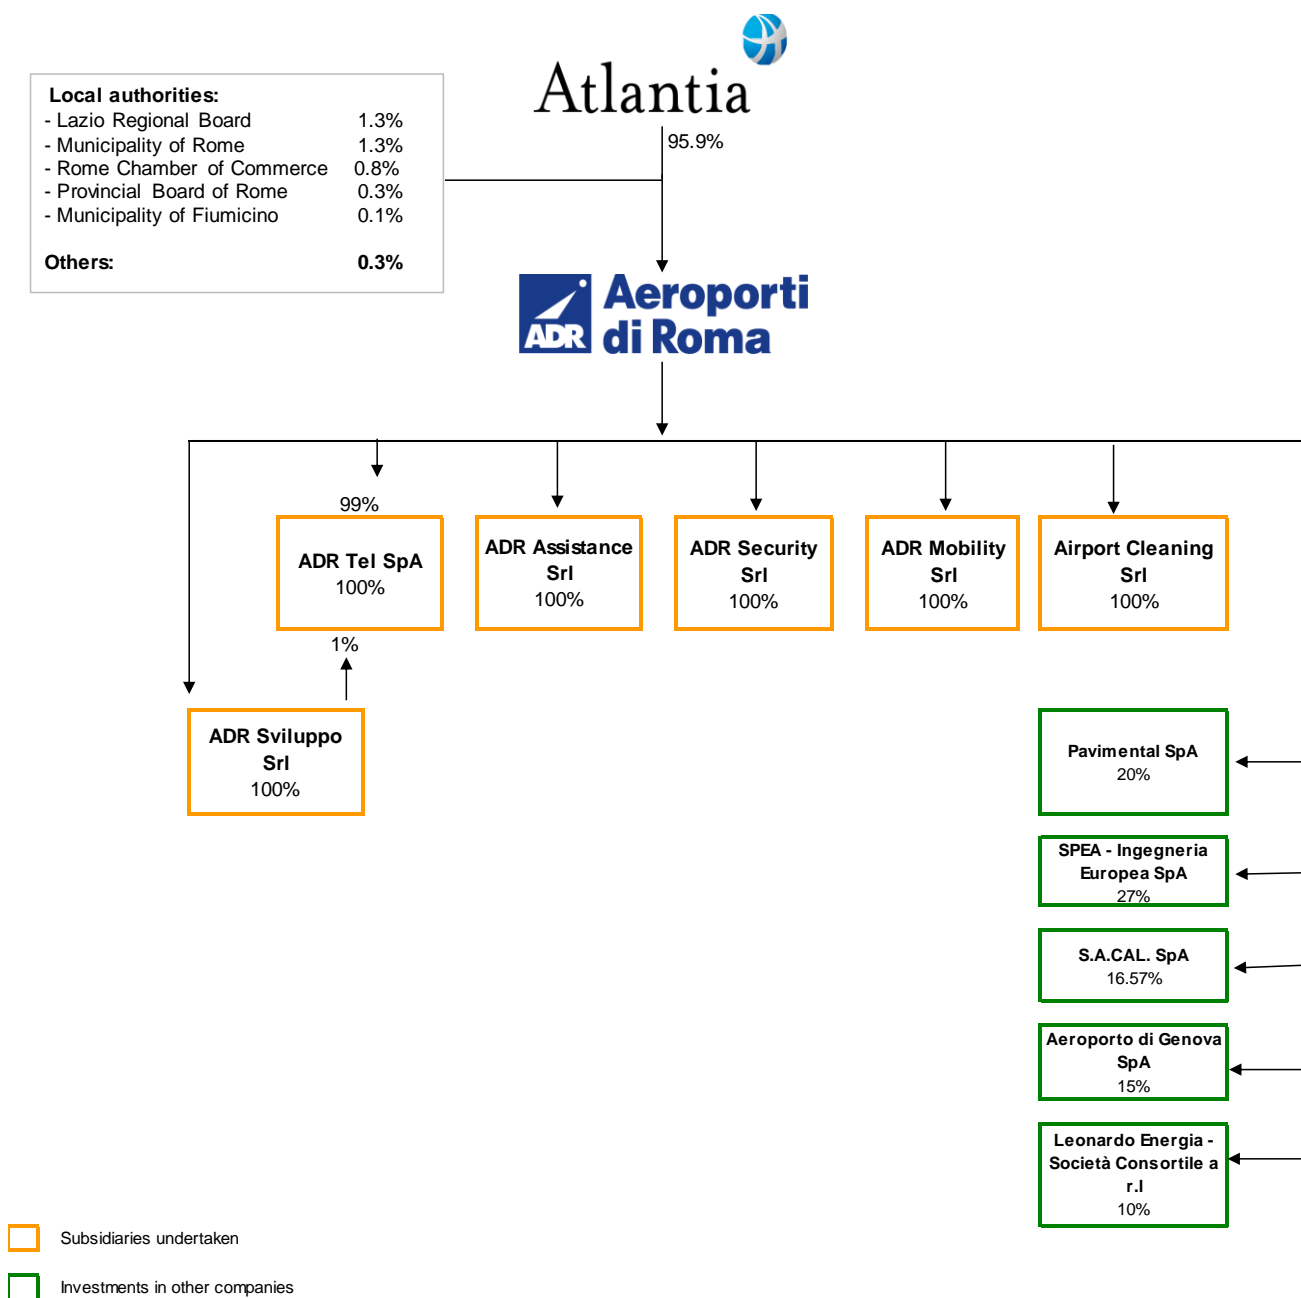 Atlantia
Local authorities:
- Lazio Regional Board 1.3%
- Municipality of Rome 1.3%
- Rome Chamber of Commerce 0.8%
- Provincial Board of Rome 0.3%
- Municipality of Fiumicino 0.1%
Others: 0.3%
95.9%
ADR
Aeroporti
di Roma
99%
ADR Tel SpA
100%
ADR Assistance
Srl
100%
ADR Security
Srl
100%
ADR Mobility
Srl
100%
Airport Cleaning
Srl
100%
1%
ADR Sviluppo
Srl
100%
Pavimental SpA
20%
SPEA - Ingegneria
Europea SpA
27%
S.A.CAL. SpA
16.57%
Aeroporto di Genova
SpA
15%
Leonardo Energia -
Società Consortile a
r.l
10%
Subsidiaries undertaken
Investments in other companies